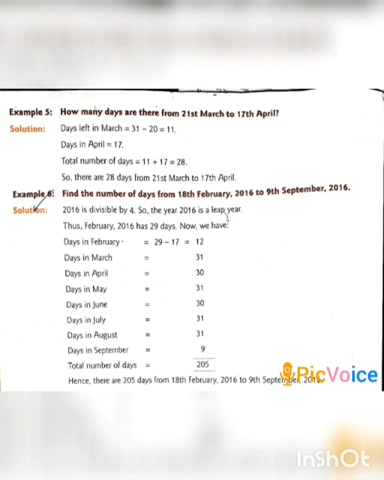 Example 5: How many days are there from 21st March to 17th April?
Solution: Days left in March = 31 – 20 = 11.
Days in April = 17.
Total number of days = 11 + 17 = 28.
So, there are 28 days from 21st March to 17th April.
Example 6: Find the number of days from 18th February, 2016 to 9th September, 2016.
Solution: 2016 is divisible by 4. So, the year 2016 is a leap year.
Thus, February, 2016 has 29 days. Now, we have:
Days in February = 29 – 17 = 12
Days in March = 31
Days in April = 30
Days in May = 31
Days in June = 30
Days in July = 31
Days in August = 31
Days in September = 9
Total number of days = 205
Hence, there are 205 days from 18th February, 2016 to 9th September, 2016.
PicVoice
InShOt